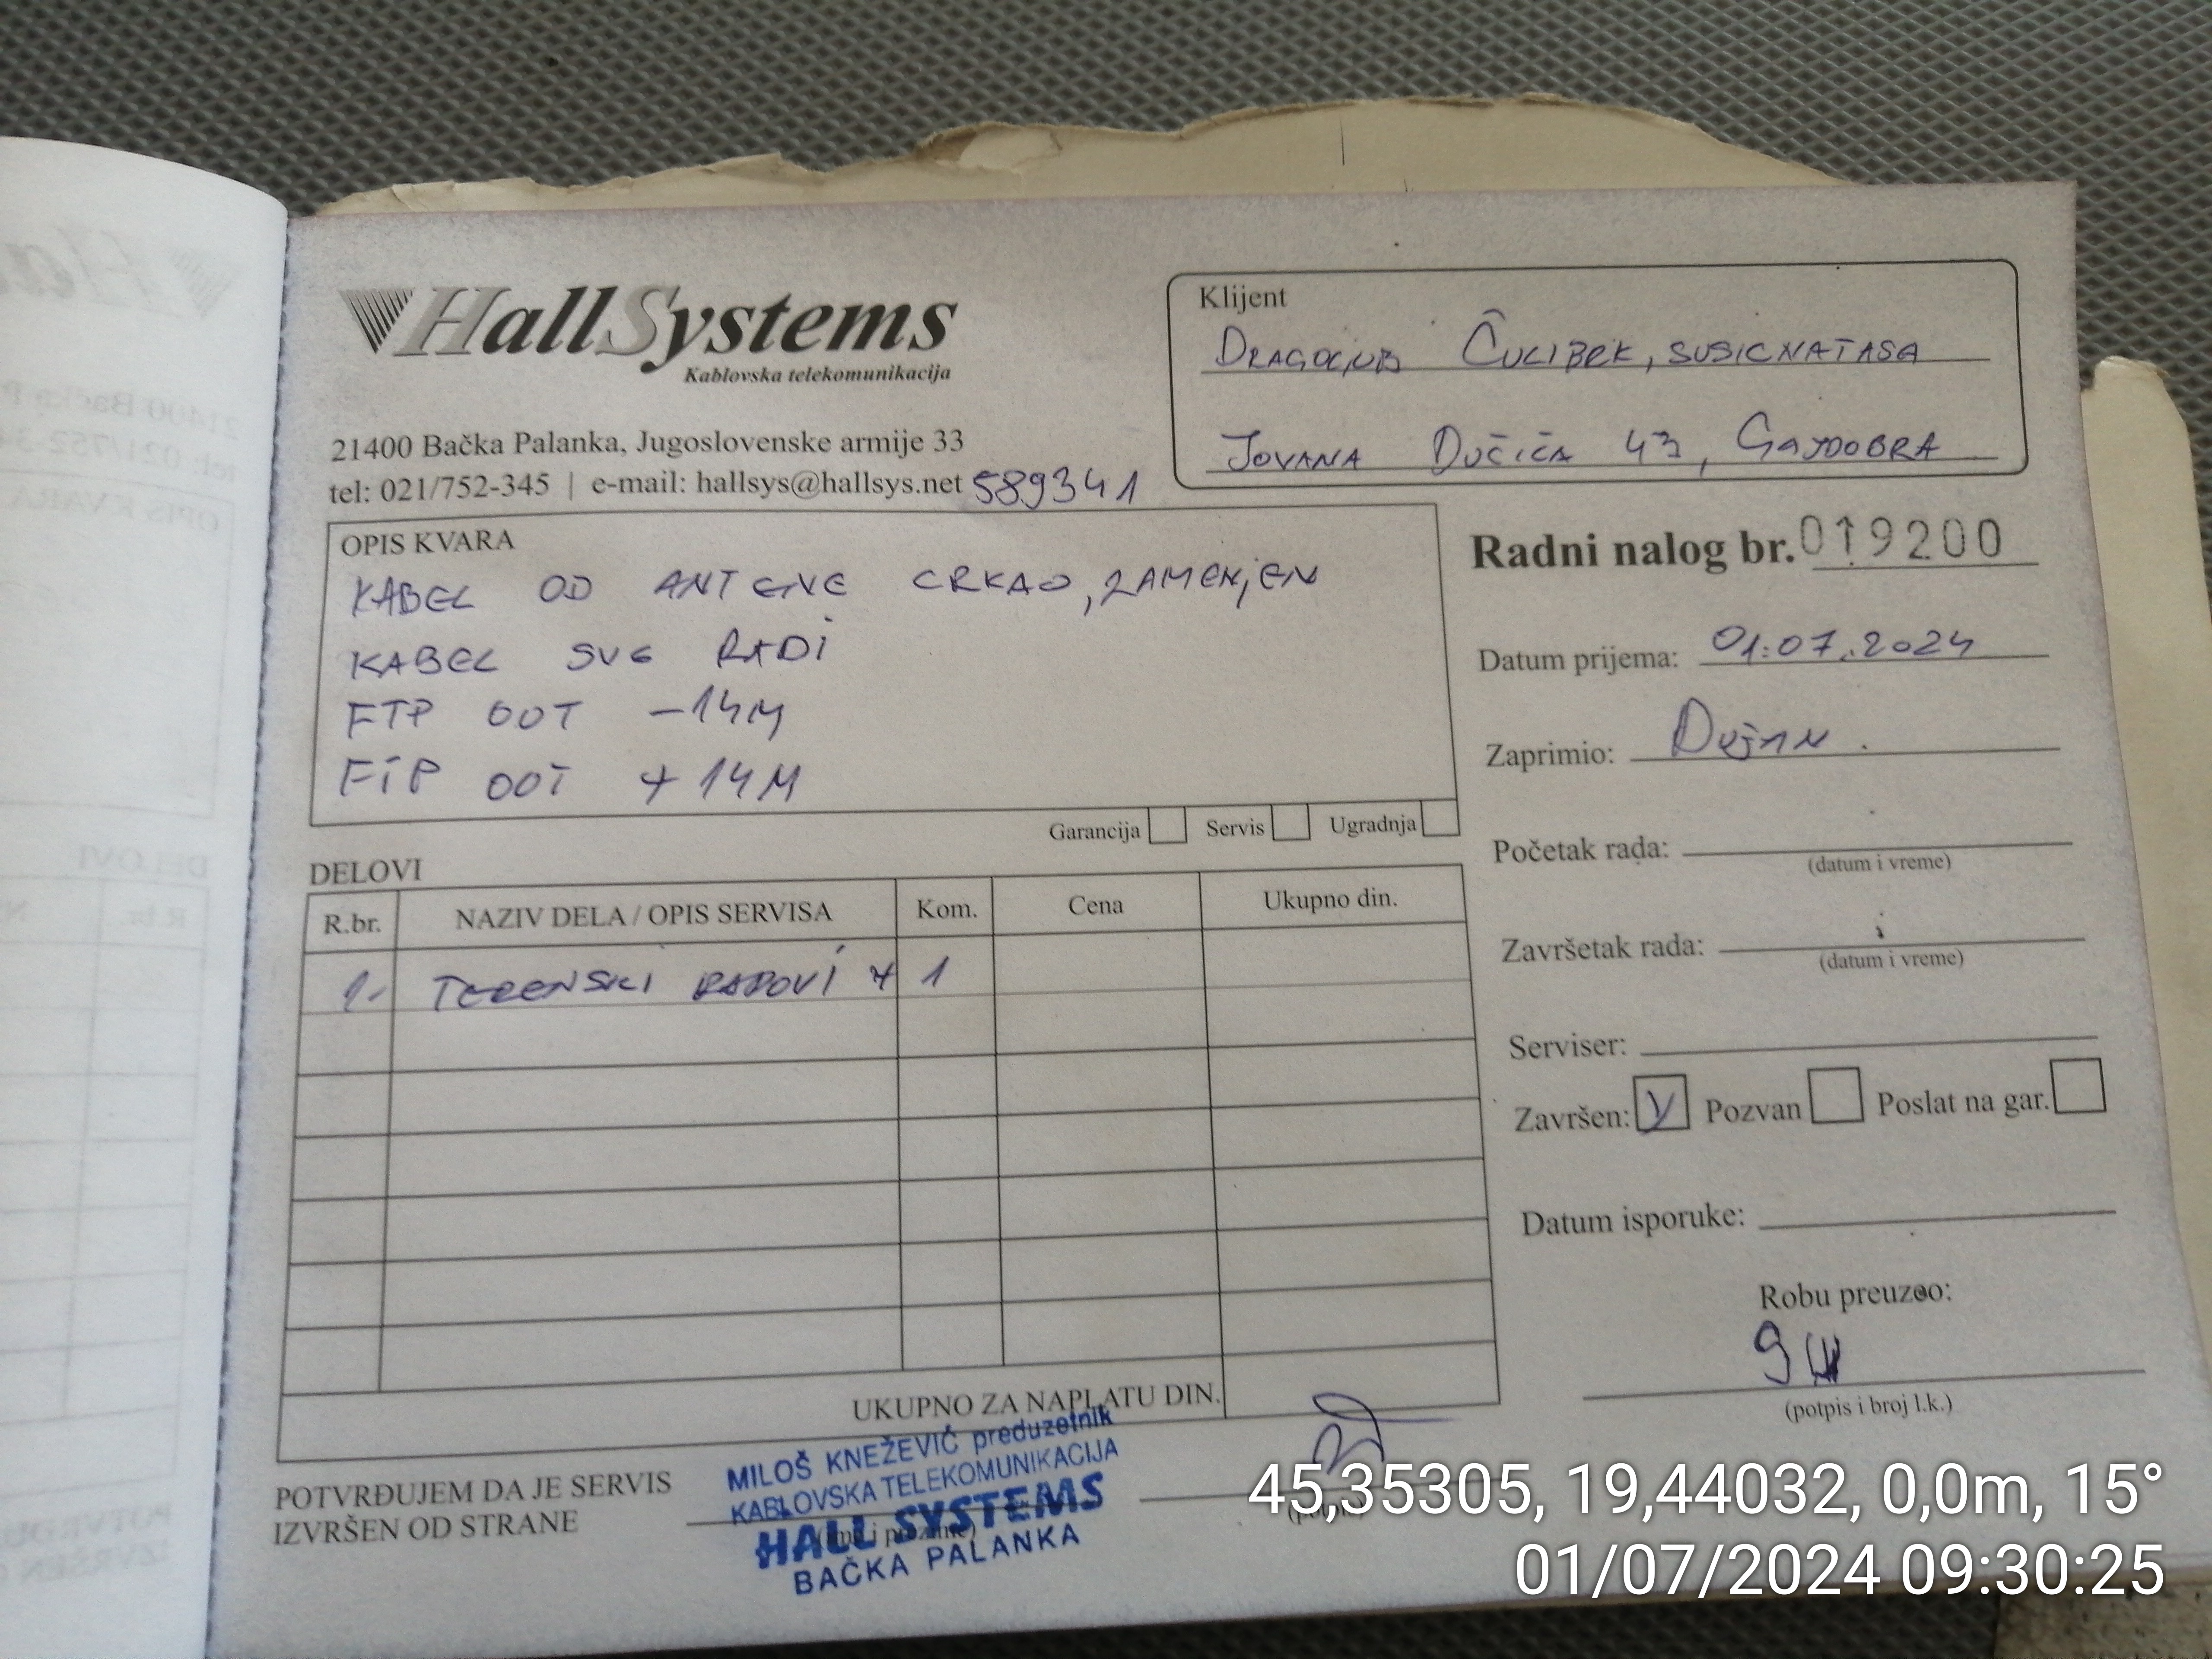 HallSystems
Kablovska telekomunikacija
21400 Bačka Palanka, Jugoslovenske armije 33
tel: 021/752-345 | e-mail: hallsys@hallsys.net 589341
Klijent
DRAGOLJUB ČULIBRK, SUSIC NATASA
JOVANA DUČIĆA 43, GAJDOBRA
OPIS KVARA
KABEL OD ANTENE CRKAO, ZAMENJEN
KABEL SVE RADI
FTP OUT -14M
FTP OUT +14M
Garancija Servis Ugradnja
Radni nalog br. 019200
Datum prijema: 01.07.2024
Zaprimio: DUŠAN.
Početak rada:
(datum i vreme)
Završetak rada:
(datum i vreme)
Serviser:
Završen: Pozvan Poslat na gar.
Datum isporuke:
Robu preuzeo:
(potpis i broj l.k.)
DELOVI
R.br. NAZIV DELA / OPIS SERVISA Kom. Cena Ukupno din.
1. TERENSKI RADOVI + 1
UKUPNO ZA NAPLATU DIN.
POTVRĐUJEM DA JE SERVIS
IZVRŠEN OD STRANE
(ime i prezime)
(potpis)
MILOŠ KNEŽEVIĆ preduzetnik
KABLOVSKA TELEKOMUNIKACIJA
HALL SYSTEMS
BAČKA PALANKA
45,35305, 19,44032, 0,0m, 15°
01/07/2024 09:30:25